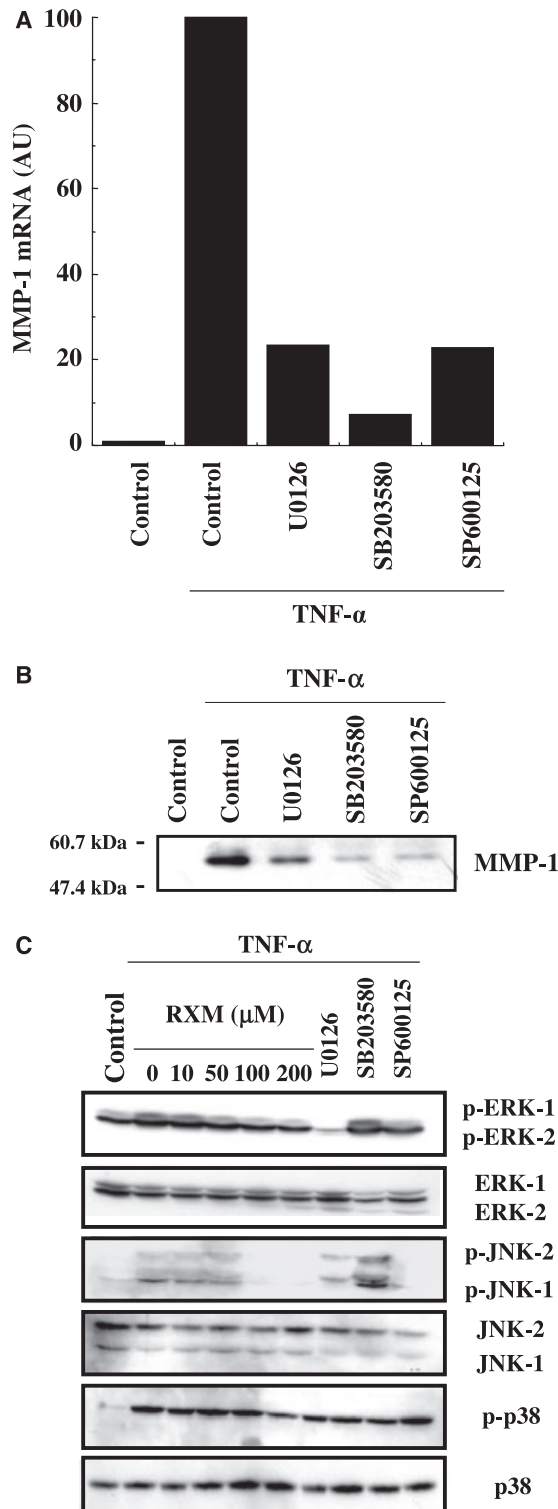 A
MMP-1 mRNA (AU)
100
80
60
40
20
0
Control
Control
U0126
SB203580
SP600125
TNF-α
B
TNF-α
Control
Control
U0126
SB203580
SP600125
60.7 kDa -
47.4 kDa -
MMP-1
C
TNF-α
Control
RXM (μM)
0 10 50 100 200
U0126
SB203580
SP600125
p-ERK-1
p-ERK-2
ERK-1
ERK-2
p-JNK-2
p-JNK-1
JNK-2
JNK-1
p-p38
p38